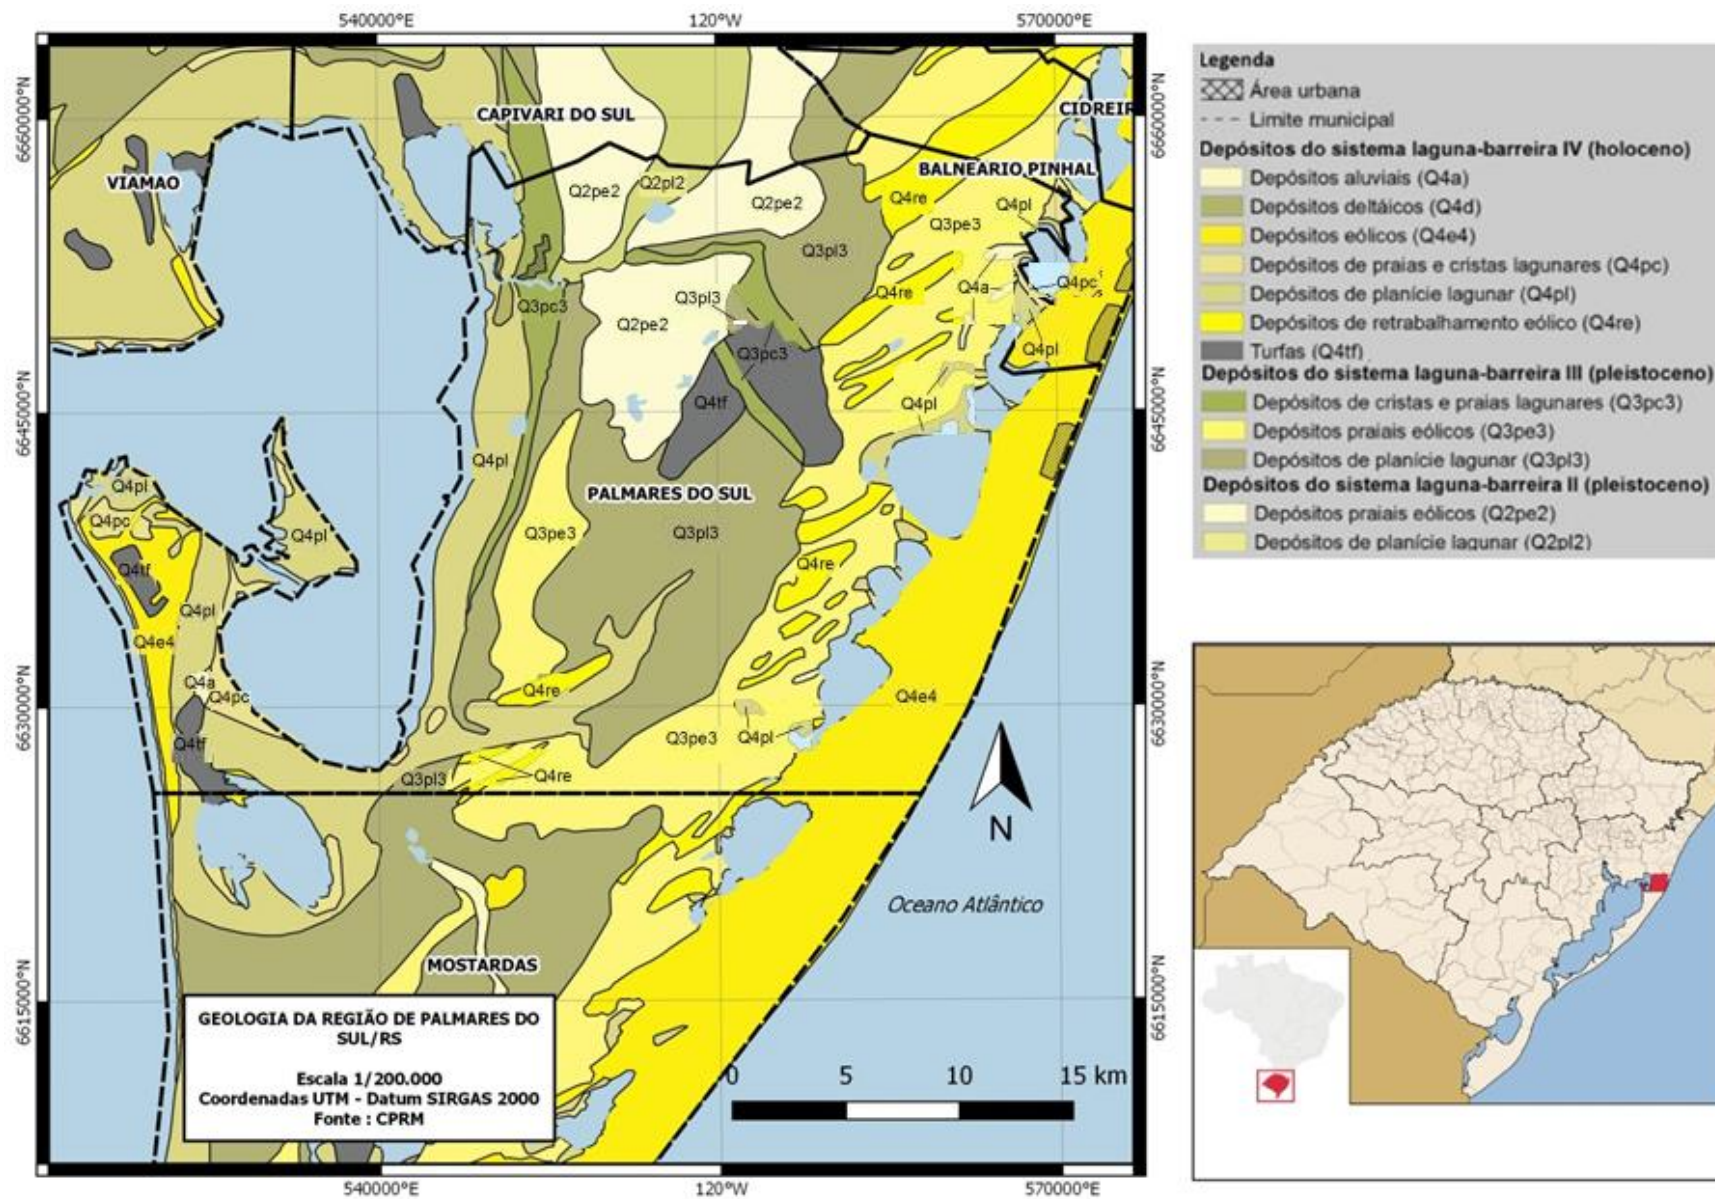 540000°E
120°W
570000°E
6660000°N
6660000°N
CAPIVARI DO SUL
CIDREIR
VIAMAO
BALNEARIO PINHAL
Q2pe2
Q2pl2
Q2pe2
Q4re
Q4pl
Q3pe3
Q3pl3
Q4re
Q4a
Q4pc
Q3pc3
Q3pl3
Q2pe2
Q3pc3
Q4pl
Q4tf
Q4pl
6645000°N
6645000°N
Q4pl
Q4pl
PALMARES DO SUL
Q4pc
Q4pl
Q3pe3
Q3pl3
Q4tf
Q4re
Q4pl
Q4e4
Q4a
Q4pc
Q4re
Q4e4
6630000°N
6630000°N
Q4tf
Q3pe3
Q4pl
Q3pl3
Q4re
N
Oceano Atlântico
MOSTARDAS
6615000°N
6615000°N
GEOLOGIA DA REGIÃO DE PALMARES DO
SUL/RS
Escala 1/200.000
Coordenadas UTM - Datum SIRGAS 2000
Fonte : CPRM
0 5 10 15 km
540000°E
120°W
570000°E
Legenda
Área urbana
Limite municipal
Depósitos do sistema laguna-barreira IV (holoceno)
Depósitos aluviais (Q4a)
Depósitos deltáicos (Q4d)
Depósitos eólicos (Q4e4)
Depósitos de praias e cristas lagunares (Q4pc)
Depósitos de planície lagunar (Q4pl)
Depósitos de retrabalhamento eólico (Q4re)
Turfas (Q4tf)
Depósitos do sistema laguna-barreira III (pleistoceno)
Depósitos de cristas e praias lagunares (Q3pc3)
Depósitos praiais eólicos (Q3pe3)
Depósitos de planície lagunar (Q3pl3)
Depósitos do sistema laguna-barreira II (pleistoceno)
Depósitos praiais eólicos (Q2pe2)
Depósitos de planície lagunar (Q2pl2)